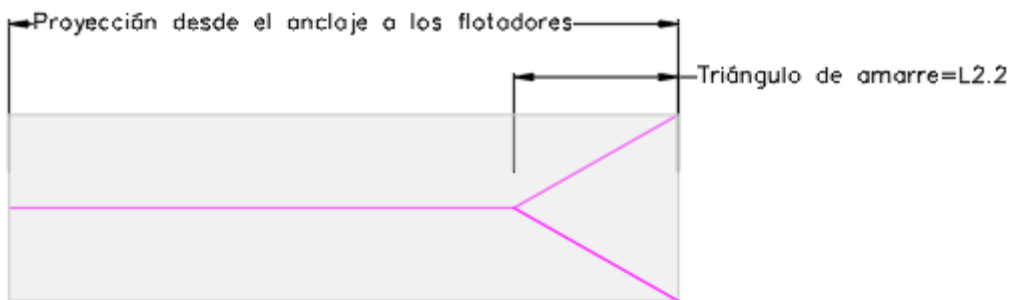 Proyección desde el anclaje a los flotadores
Triángulo de amarre=L2.2